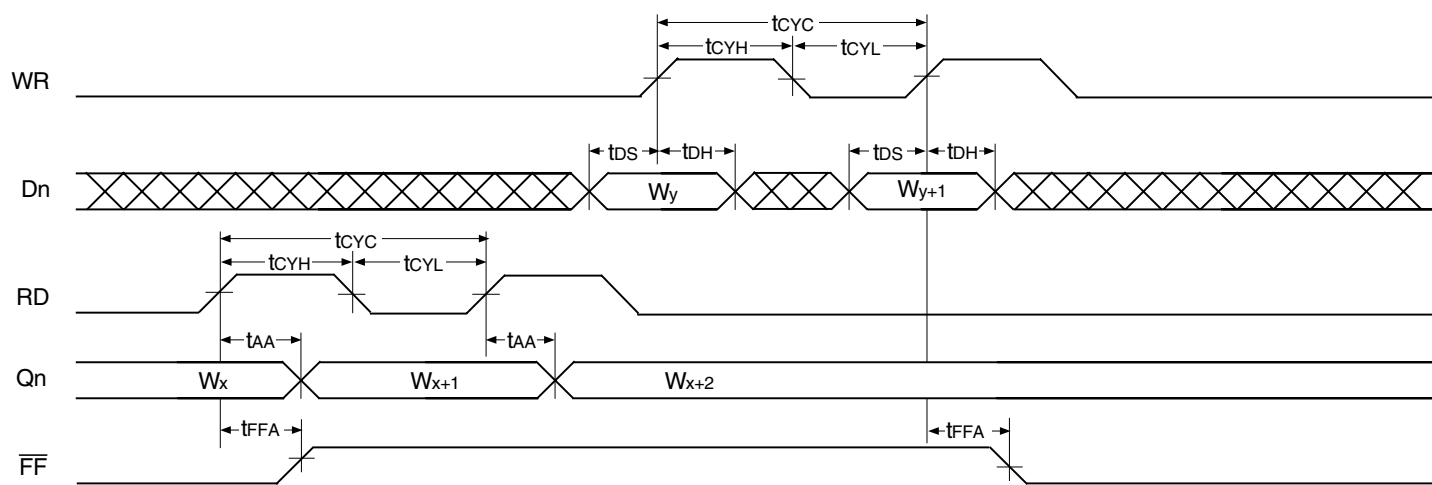 tCYC
tCYH tCYL
WR
tDS tDH tDS tDH
Dn Wy Wy+1
tCYC
tCYH tCYL
RD
tAA tAA
Qn Wx Wx+1 Wx+2
tFFA tFFA
FF